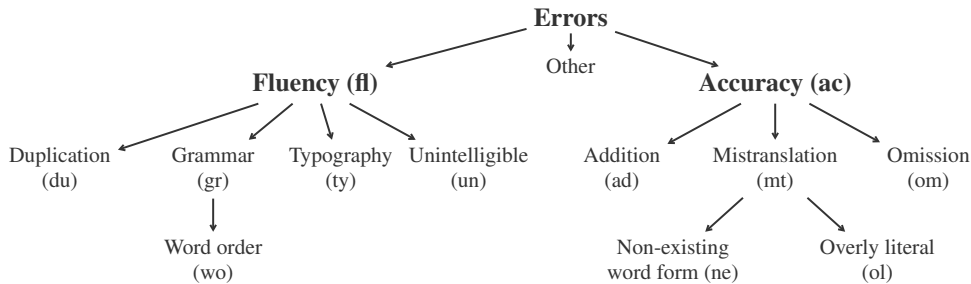 Errors
Other
Fluency (fl)
Accuracy (ac)
Duplication
(du)
Grammar
(gr)
Typography
(ty)
Unintelligible
(un)
Addition
(ad)
Mistranslation
(mt)
Omission
(om)
Word order
(wo)
Non-existing
word form (ne)
Overly literal
(ol)